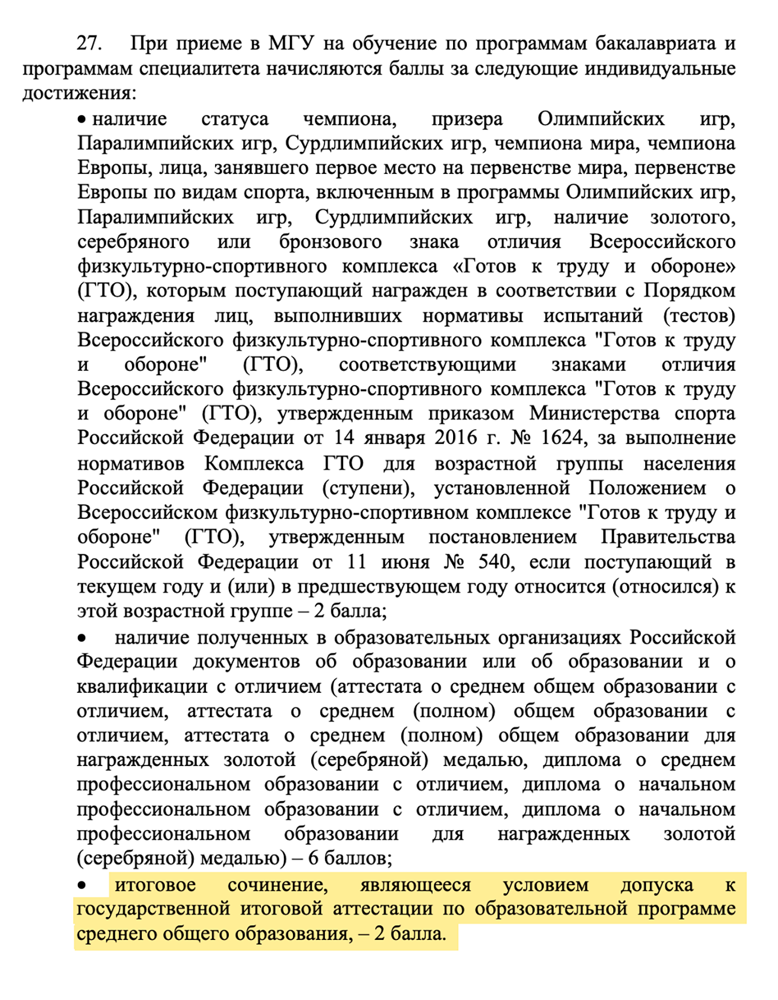 27. При приеме в МГУ на обучение по программам бакалавриата и
программам специалитета начисляются баллы за следующие индивидуальные
достижения:
• наличие статуса чемпиона, призера Олимпийских игр,
Паралимпийских игр, Сурдлимпийских игр, чемпиона мира, чемпиона
Европы, лица, занявшего первое место на первенстве мира, первенстве
Европы по видам спорта, включенным в программы Олимпийских игр,
Паралимпийских игр, Сурдлимпийских игр, наличие золотого,
серебряного или бронзового знака отличия Всероссийского
физкультурно-спортивного комплекса «Готов к труду и обороне»
(ГТО), которым поступающий награжден в соответствии с Порядком
награждения лиц, выполнивших нормативы испытаний (тестов)
Всероссийского физкультурно-спортивного комплекса "Готов к труду
и обороне" (ГТО), соответствующими знаками отличия
Всероссийского физкультурно-спортивного комплекса "Готов к труду
и обороне" (ГТО), утвержденным приказом Министерства спорта
Российской Федерации от 14 января 2016 г. № 1624, за выполнение
нормативов Комплекса ГТО для возрастной группы населения
Российской Федерации (ступени), установленной Положением о
Всероссийском физкультурно-спортивном комплексе "Готов к труду и
обороне" (ГТО), утвержденным постановлением Правительства
Российской Федерации от 11 июня № 540, если поступающий в
текущем году и (или) в предшествующем году относится (относился) к
этой возрастной группе – 2 балла;
• наличие полученных в образовательных организациях Российской
Федерации документов об образовании или об образовании и о
квалификации с отличием (аттестата о среднем общем образовании с
отличием, аттестата о среднем (полном) общем образовании с
отличием, аттестата о среднем (полном) общем образовании для
награжденных золотой (серебряной) медалью, диплома о среднем
профессиональном образовании с отличием, диплома о начальном
профессиональном образовании с отличием, диплома о начальном
профессиональном образовании для награжденных золотой
(серебряной) медалью) – 6 баллов;
• итоговое сочинение, являющееся условием допуска к
государственной итоговой аттестации по образовательной программе
среднего общего образования, – 2 балла.